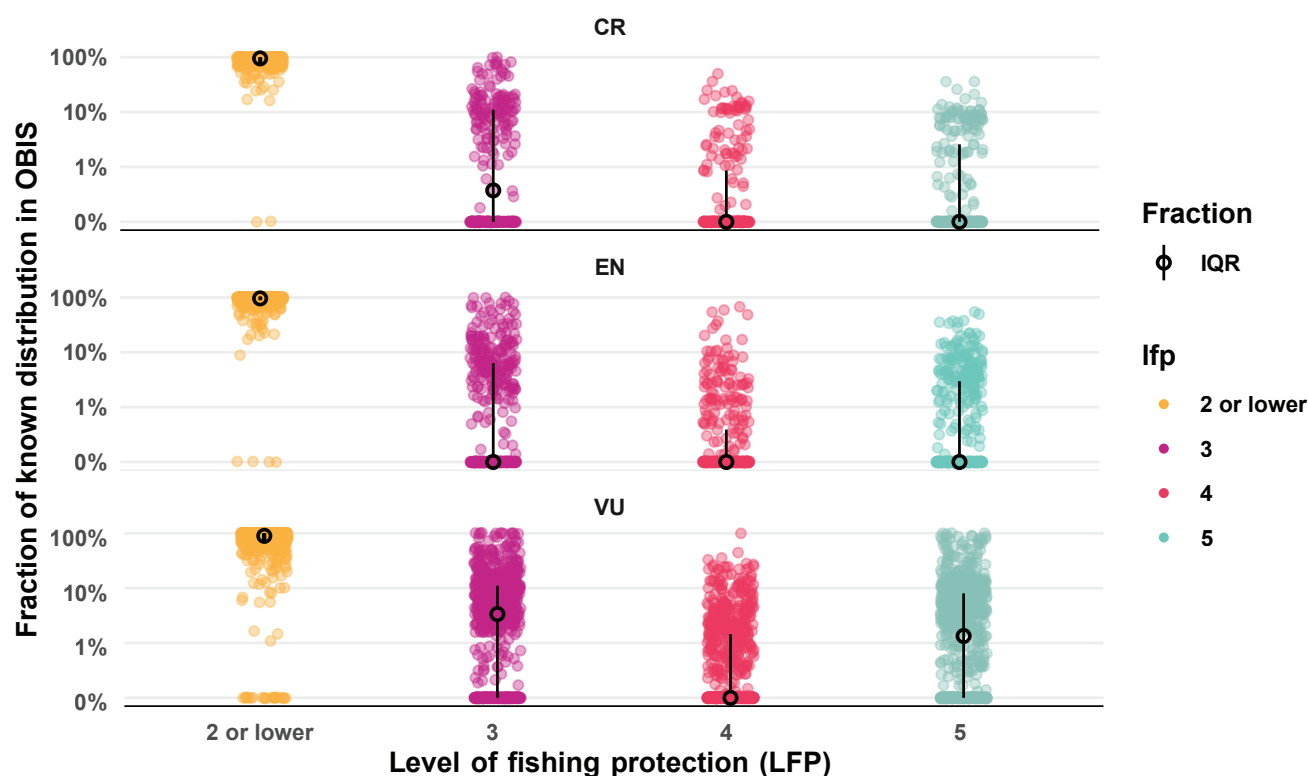 CR
100%
10%
1%
0%
EN
100%
10%
1%
0%
VU
100%
10%
1%
0%
2 or lower
3
4
5
Level of fishing protection (LFP)
Fraction of known distribution in OBIS
Fraction
IQR
lfp
2 or lower
3
4
5